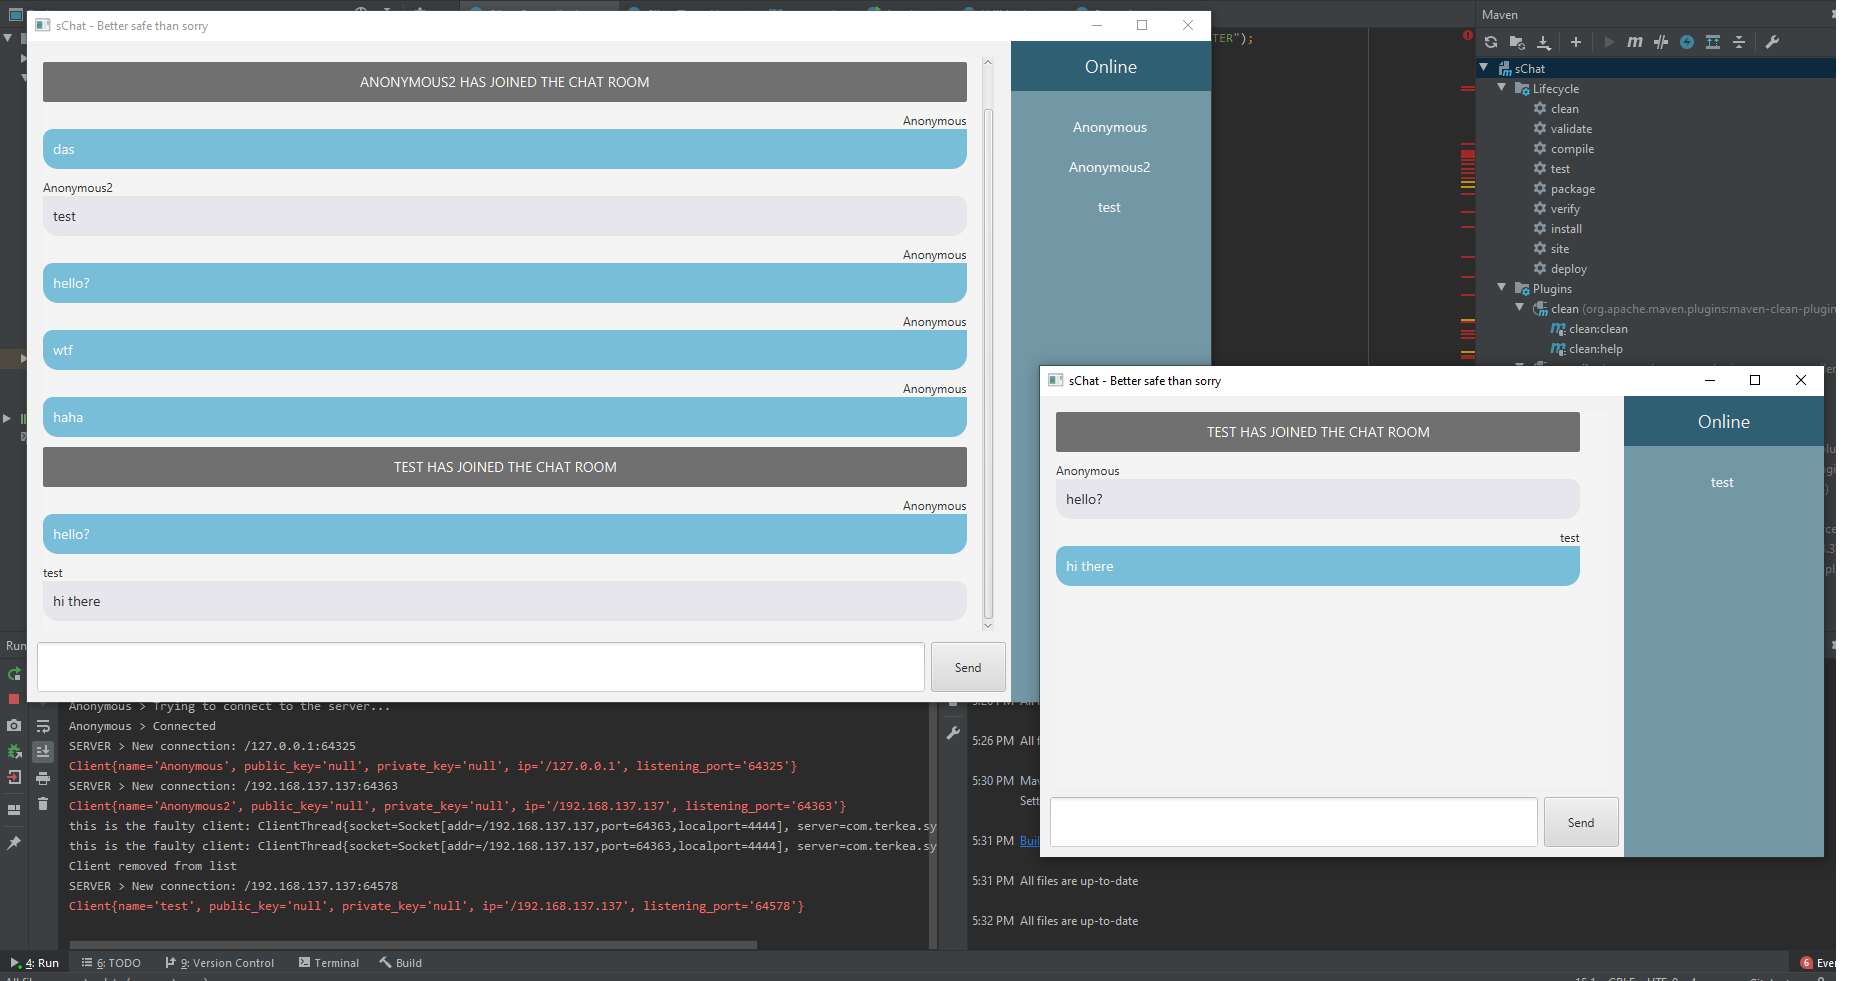 sChat - Better safe than sorry
ANONYMOUS2 HAS JOINED THE CHAT ROOM
Anonymous
das
Anonymous2
test
Anonymous
hello?
Anonymous
wtf
Anonymous
haha
TEST HAS JOINED THE CHAT ROOM
Anonymous
hello?
test
hi there
Send
Online
Anonymous
Anonymous2
test
TER");
Maven
sChat
Lifecycle
clean
validate
compile
test
package
verify
install
site
deploy
Plugins
clean (org.apache.maven.plugins:maven-clean-plugin
clean:clean
clean:help
sChat - Better safe than sorry
TEST HAS JOINED THE CHAT ROOM
Anonymous
hello?
test
hi there
Send
Online
test
Run
Anonymous > Trying to connect to the server...
Anonymous > Connected
SERVER > New connection: /127.0.0.1:64325
Client{name='Anonymous', public_key='null', private_key='null', ip='/127.0.0.1', listening_port='64325'}
SERVER > New connection: /192.168.137.137:64363
Client{name='Anonymous2', public_key='null', private_key='null', ip='/192.168.137.137', listening_port='64363'}
this is the faulty client: ClientThread{socket=Socket[addr=/192.168.137.137,port=64363,localport=4444], server=com.terkea.sy
this is the faulty client: ClientThread{socket=Socket[addr=/192.168.137.137,port=64363,localport=4444], server=com.terkea.sy
Client removed from list
SERVER > New connection: /192.168.137.137:64578
Client{name='test', public_key='null', private_key='null', ip='/192.168.137.137', listening_port='64578'}
5:26 PM All f
5:30 PM Mav
Sett
5:31 PM Buil
5:31 PM All files are up-to-date
5:32 PM All files are up-to-date
4: Run
6: TODO
9: Version Control
Terminal
Build
6 Ever